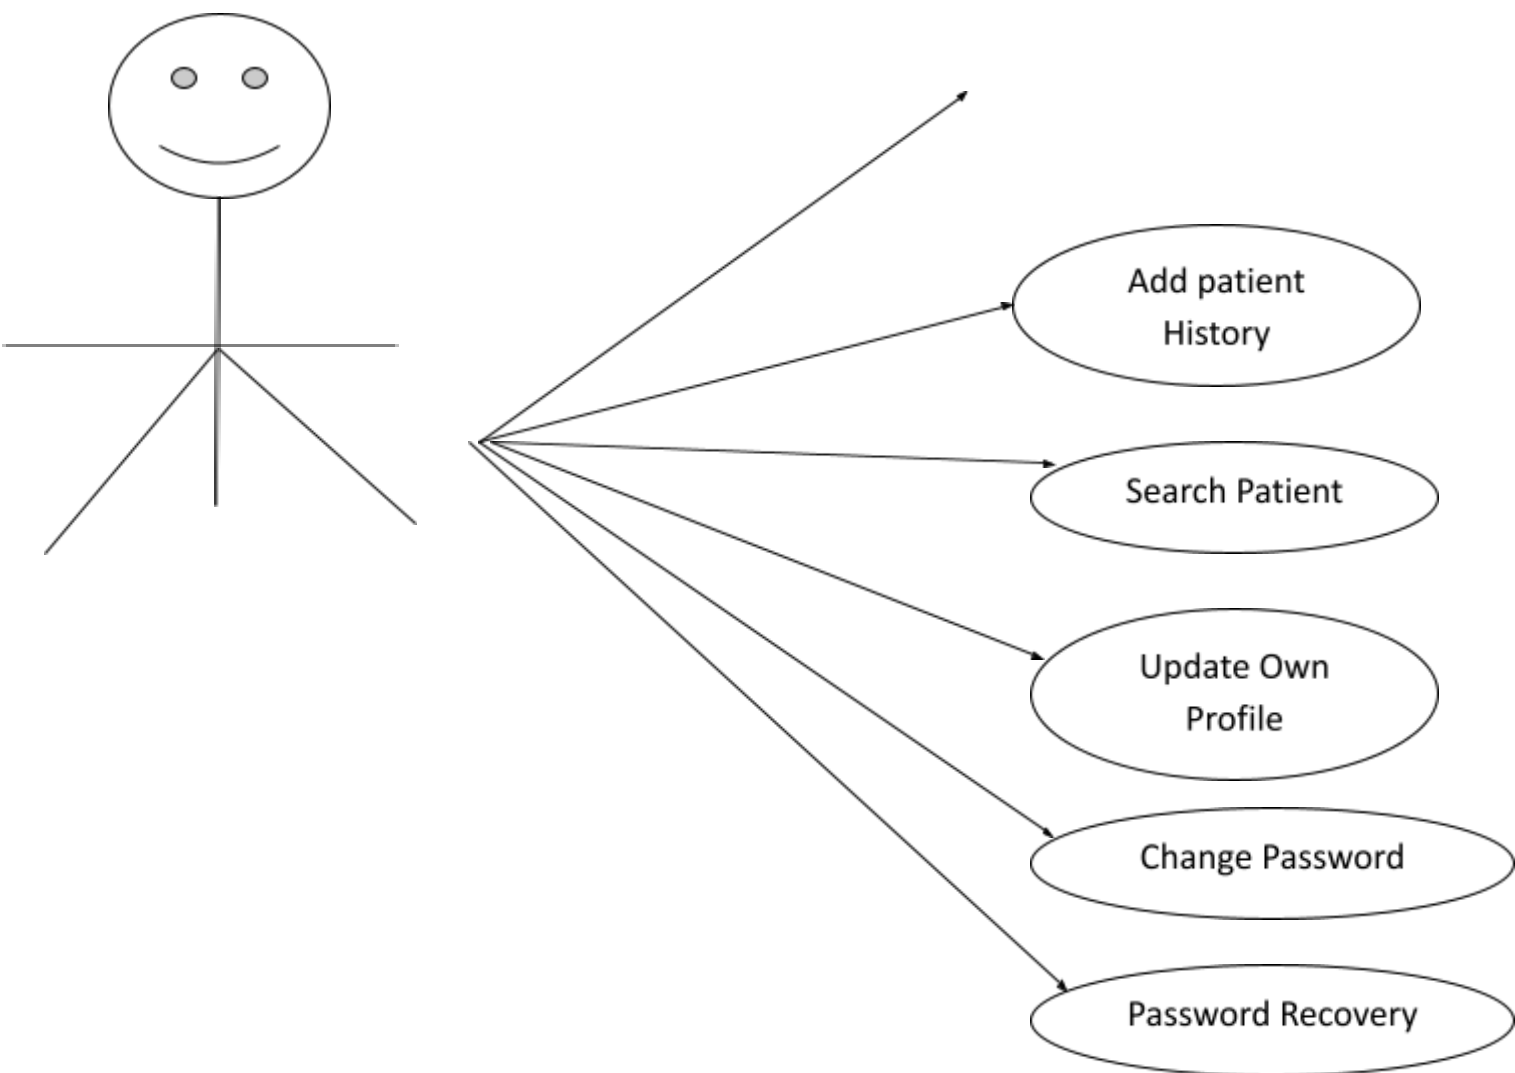 Add patient
History
Search Patient
Update Own
Profile
Change Password
Password Recovery